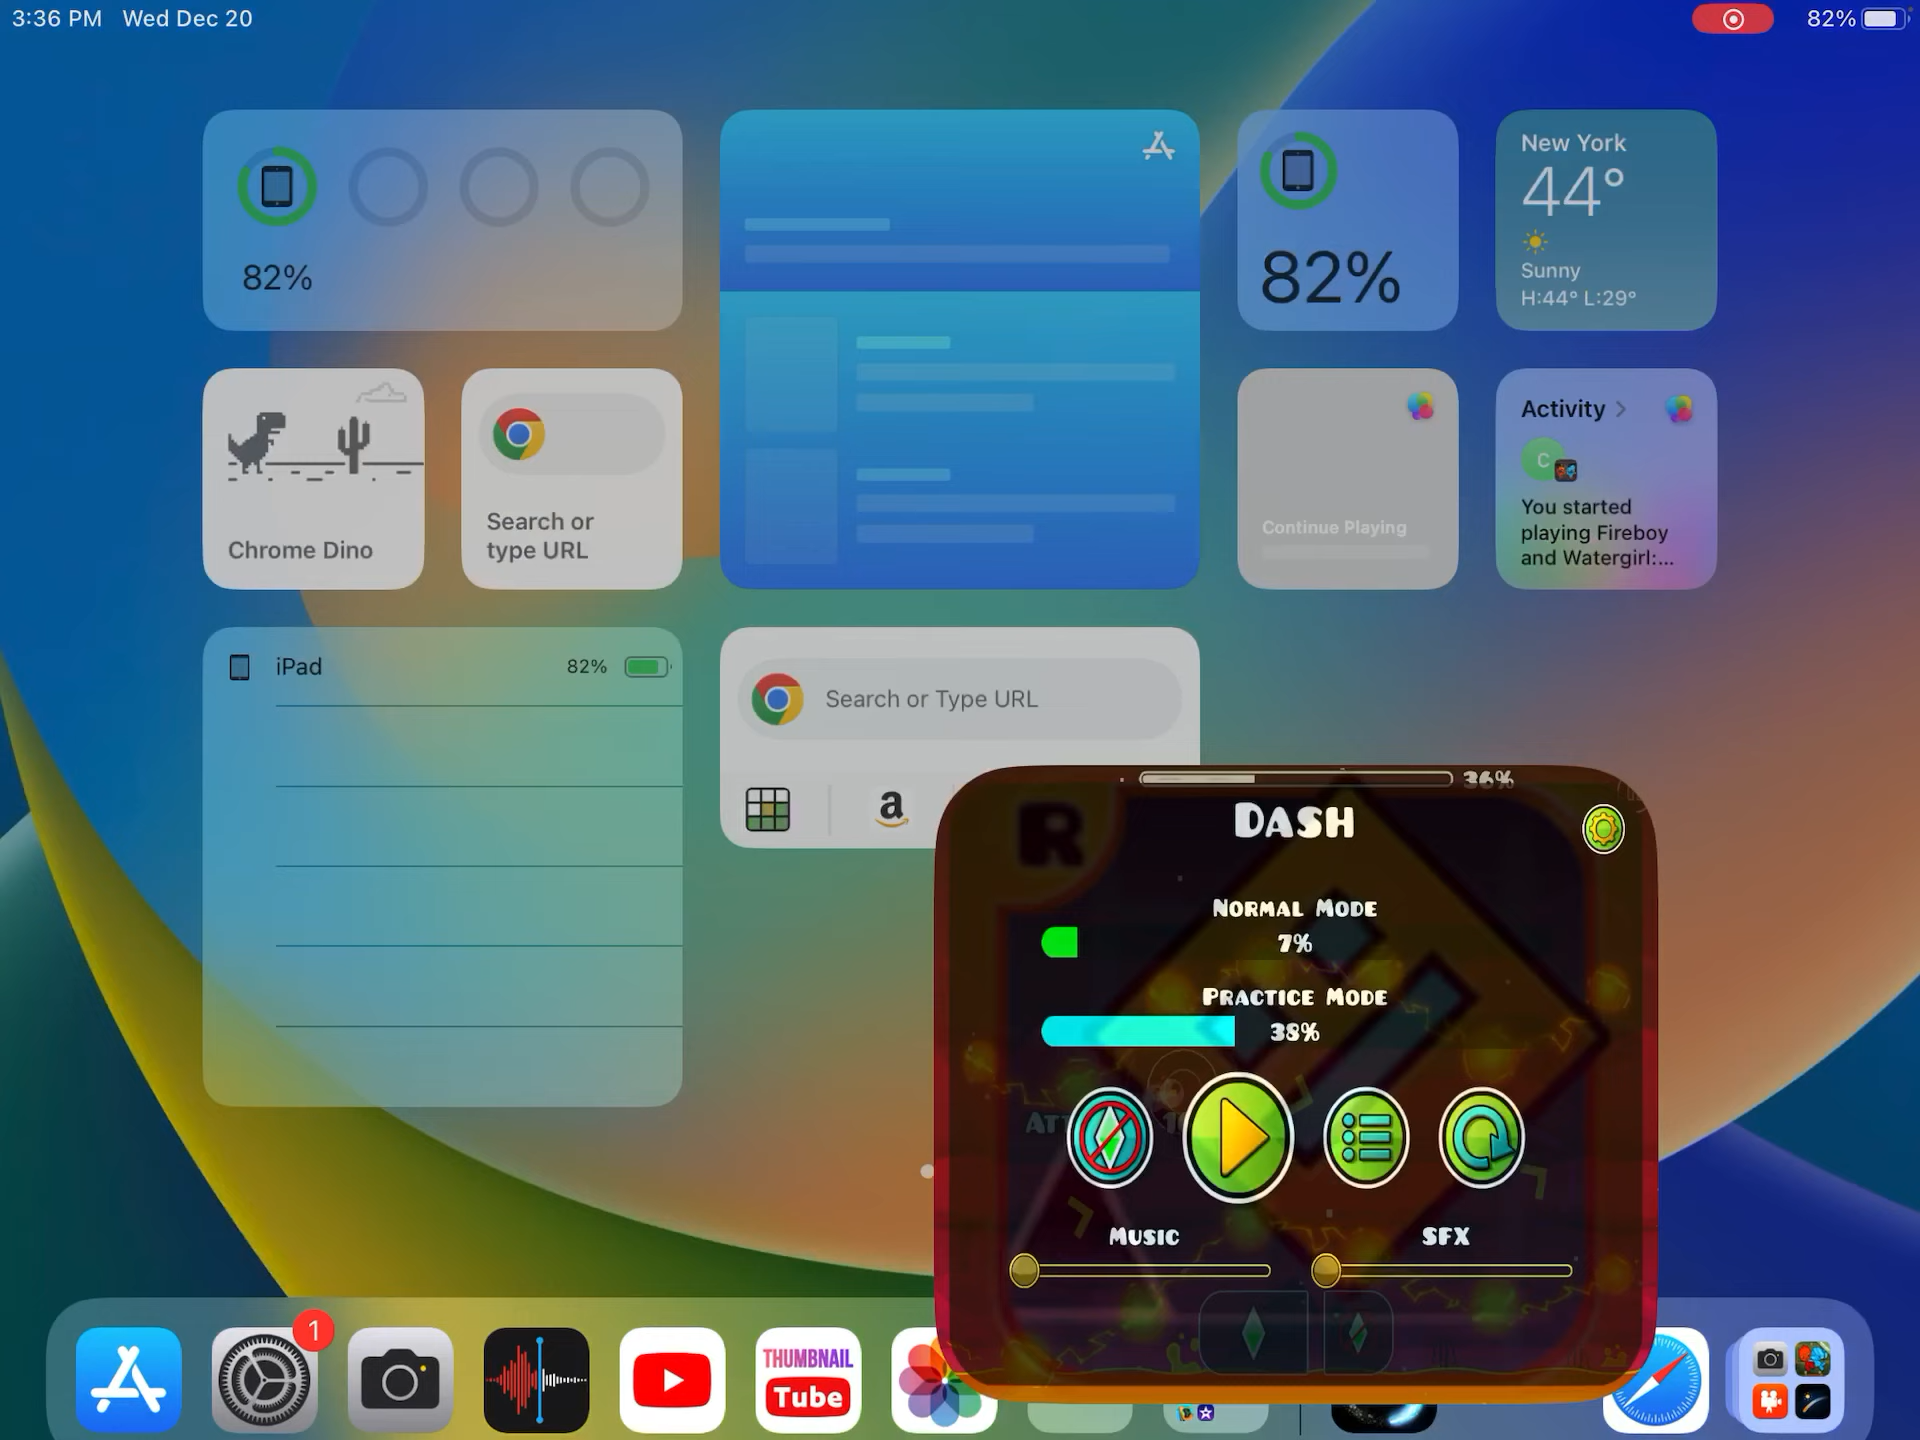 3:36 PM Wed Dec 20
82%
82%
82%
New York
44°
Sunny
H:44° L:29°
Chrome Dino
Search or
type URL
Continue Playing
Activity
C
You started
playing Fireboy
and Watergirl:...
iPad 82%
Search or Type URL
a
36%
R
Dash
Normal Mode
7%
Practice Mode
38%
Music SFX
1
THUMBNAIL
Tube